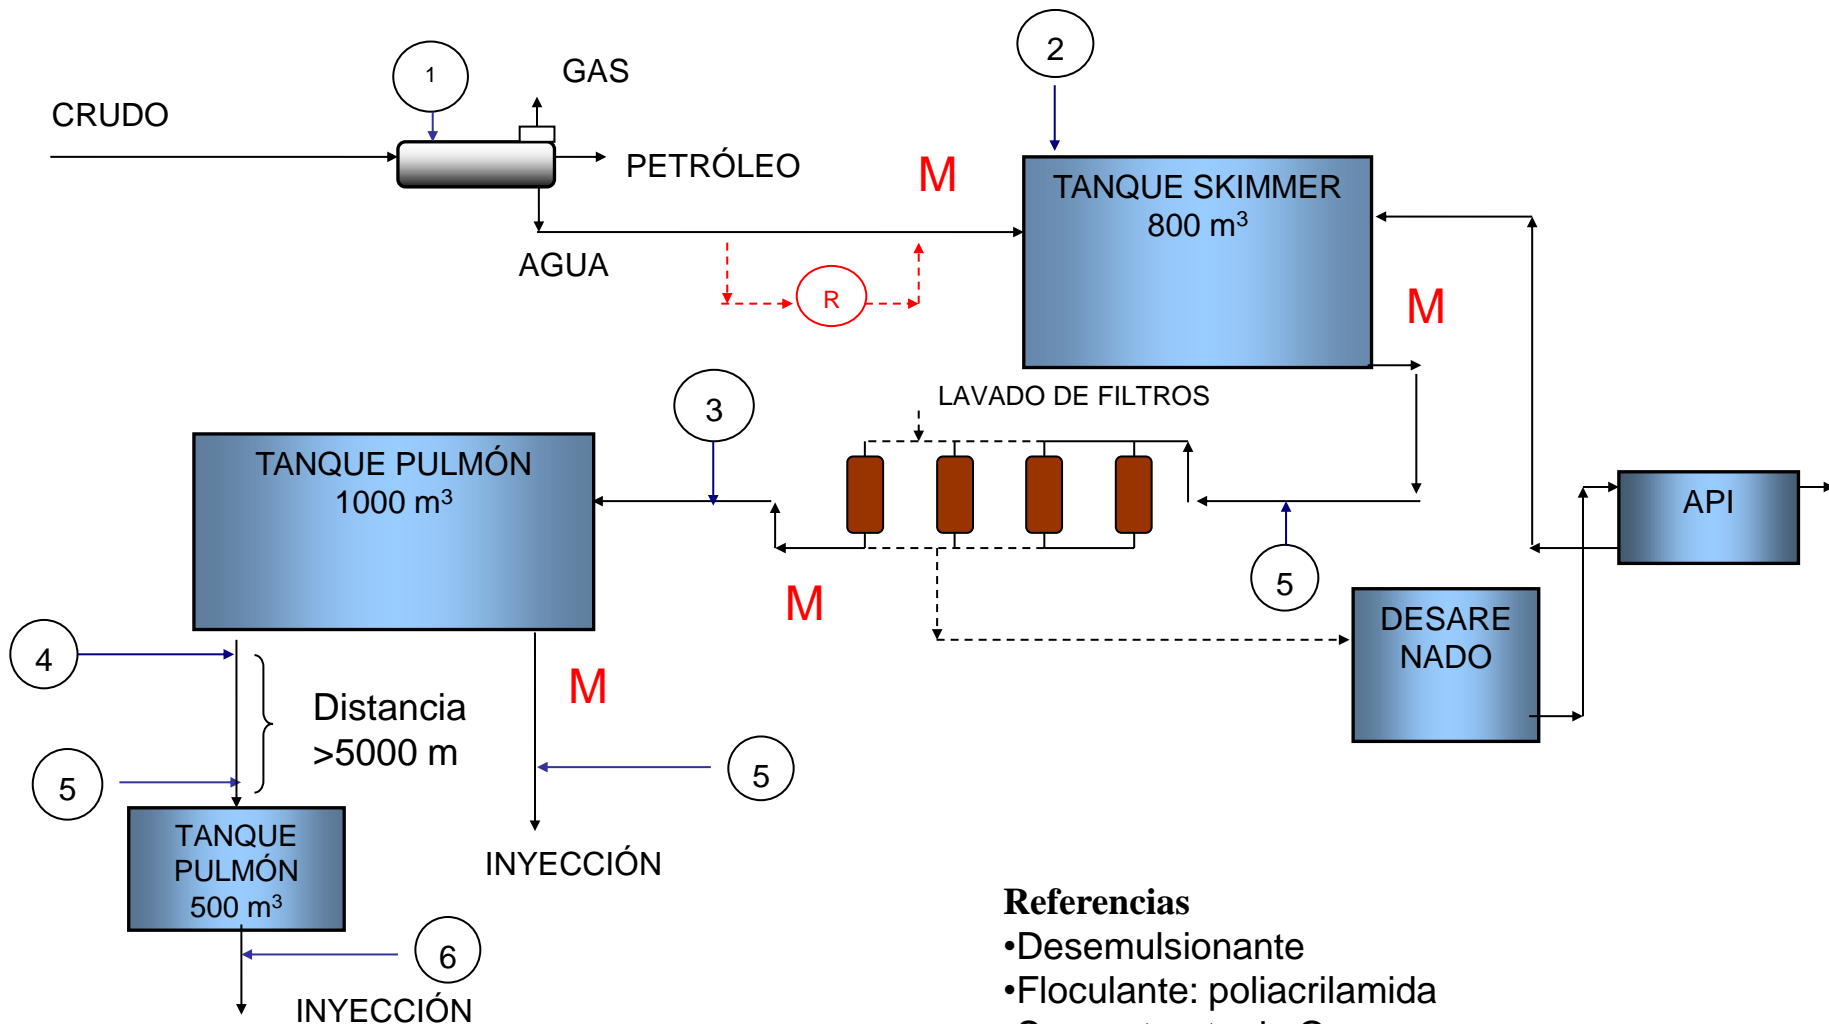 1
GAS
2
CRUDO
PETRÓLEO
M
TANQUE SKIMMER
800 m³
AGUA
R
M
3
LAVADO DE FILTROS
TANQUE PULMÓN
1000 m³
API
5
M
DESARE
NADO
4
M
Distancia
>5000 m
5
5
TANQUE
PULMÓN
500 m³
INYECCIÓN
6
INYECCIÓN
Referencias
•Desemulsionante
•Floculante: poliacrilamida